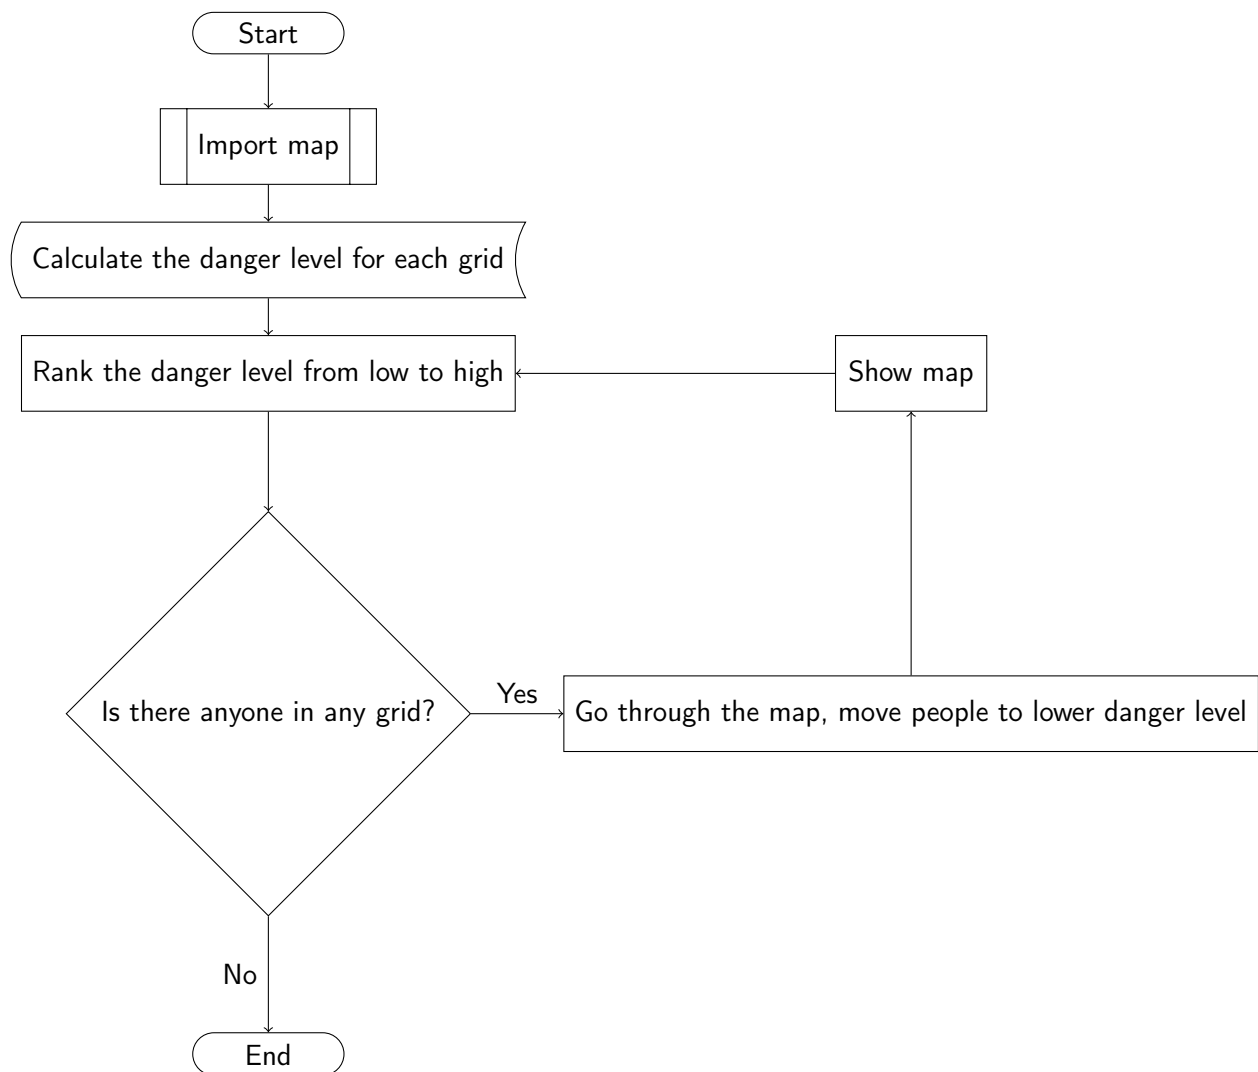 Start
Import map
Calculate the danger level for each grid
Rank the danger level from low to high
Show map
Is there anyone in any grid?
Yes
Go through the map, move people to lower danger level
No
End